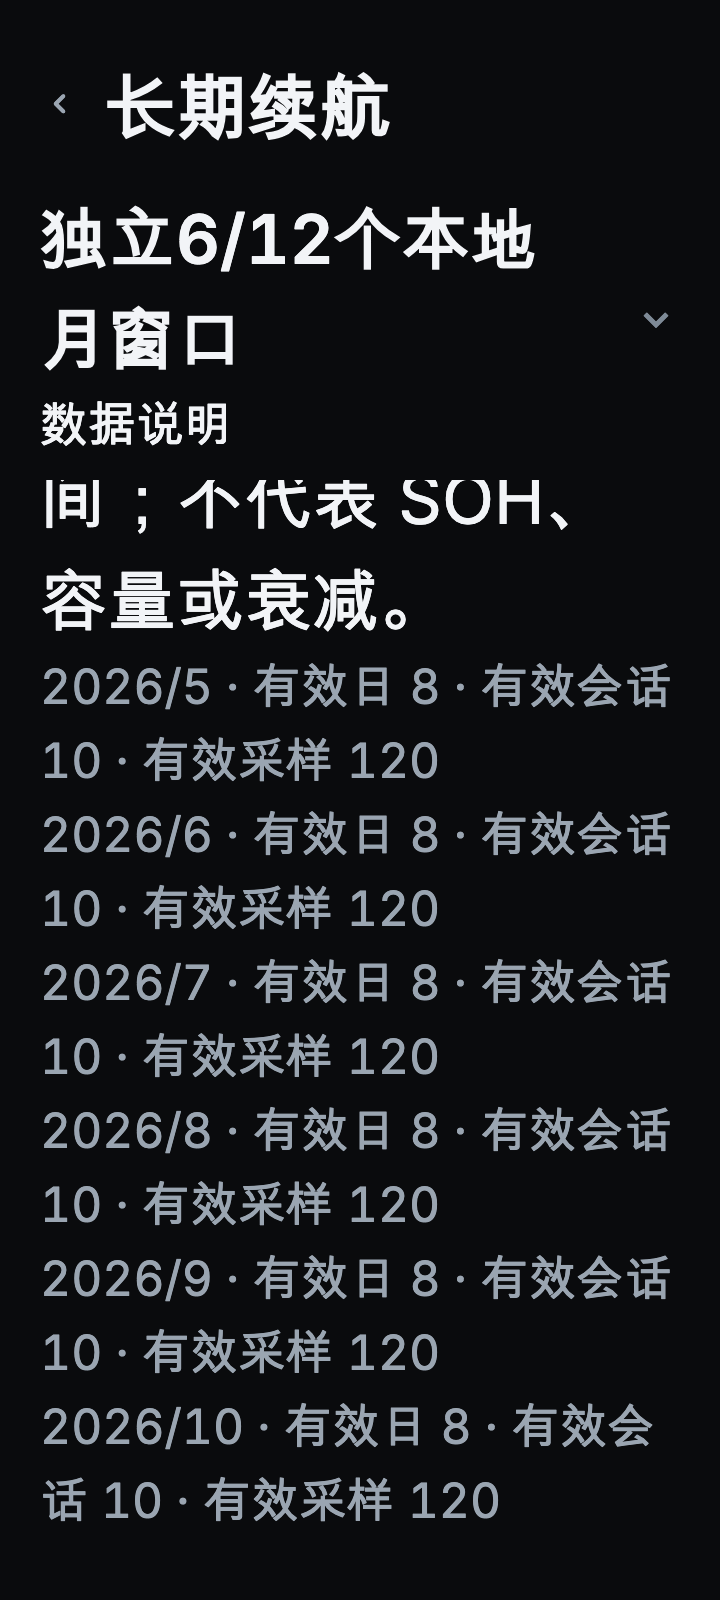 长期续航
独立6/12个本地
月窗口
数据说明
间；不代表 SOH、
容量或衰减。
2026/5 · 有效日 8 · 有效会话
10 · 有效采样 120
2026/6 · 有效日 8 · 有效会话
10 · 有效采样 120
2026/7 · 有效日 8 · 有效会话
10 · 有效采样 120
2026/8 · 有效日 8 · 有效会话
10 · 有效采样 120
2026/9 · 有效日 8 · 有效会话
10 · 有效采样 120
2026/10 · 有效日 8 · 有效会
话 10 · 有效采样 120